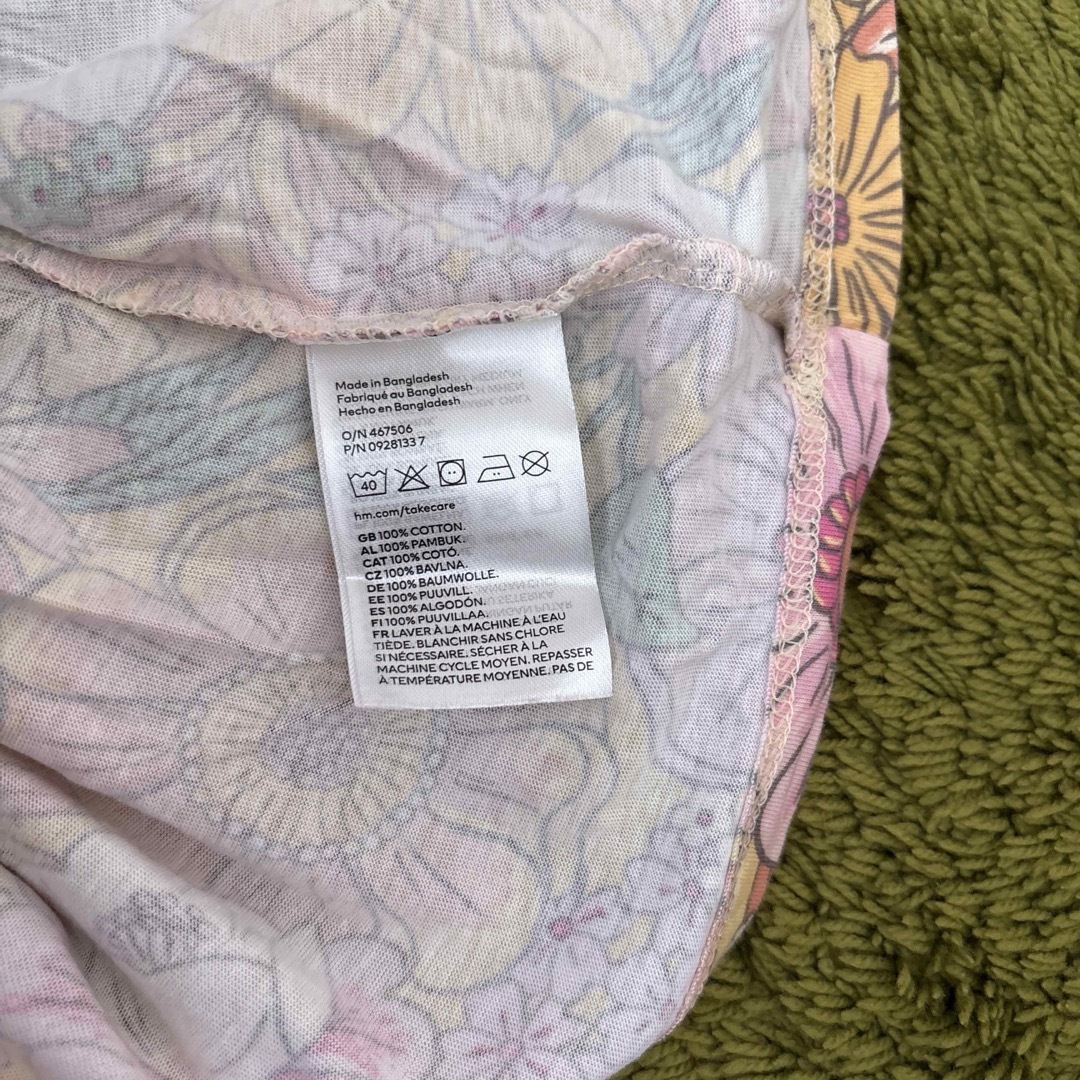 Made in Bangladesh
Fabriqué au Bangladesh
Hecho en Bangladesh
O/N 467506
P/N 0928133 7
40
hm.com/takecare
GB 100% COTTON.
AL 100% PAMBUK.
CAT 100% COTÓ.
CZ 100% BAVLNA.
DE 100% BAUMWOLLE.
EE 100% PUUVILL.
ES 100% ALGODÓN.
FI 100% PUUVILLAA.
FR LAVER À LA MACHINE À L'EAU
TIÈDE. BLANCHIR SANS CHLORE
SI NÉCESSAIRE. SÉCHER À LA
MACHINE CYCLE MOYEN. REPASSER
À TEMPÉRATURE MOYENNE. PAS DE